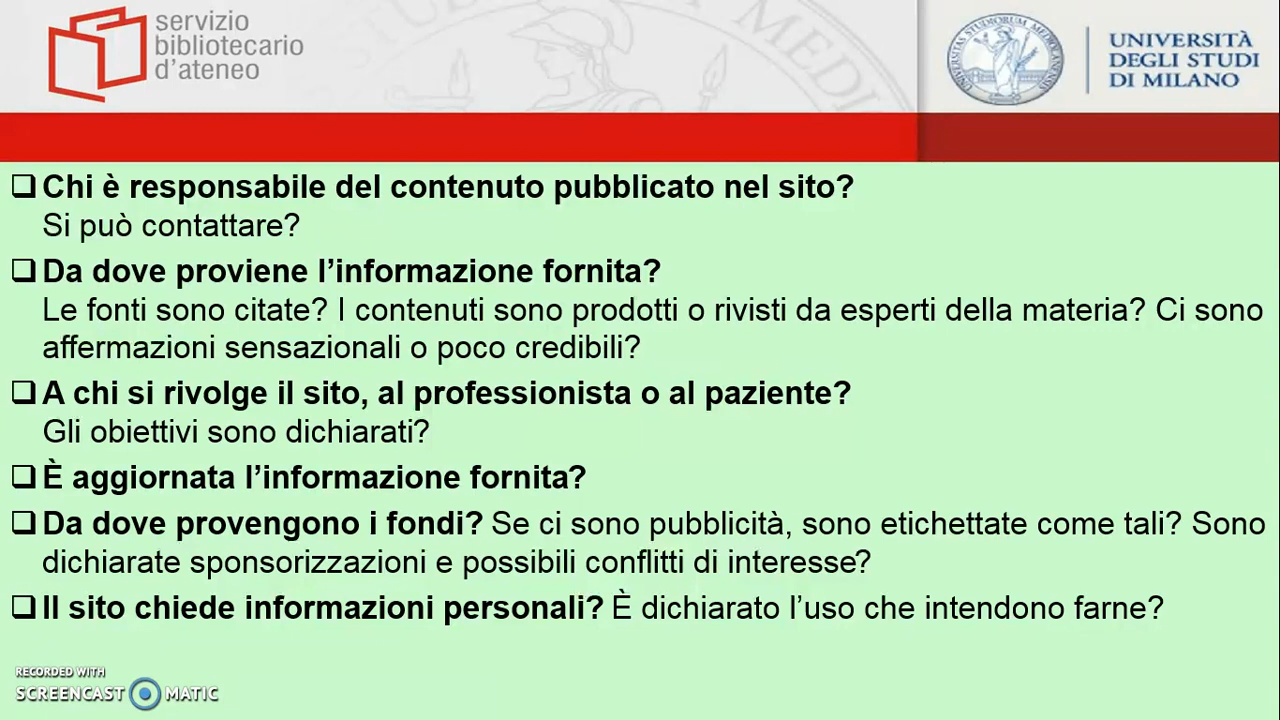 servizio
bibliotecario
d'ateneo
UNIVERSITÀ
DEGLI STUDI
DI MILANO
❑ Chi è responsabile del contenuto pubblicato nel sito?
Si può contattare?
❑ Da dove proviene l’informazione fornita?
Le fonti sono citate? I contenuti sono prodotti o rivisti da esperti della materia? Ci sono
affermazioni sensazionali o poco credibili?
❑ A chi si rivolge il sito, al professionista o al paziente?
Gli obiettivi sono dichiarati?
❑ È aggiornata l’informazione fornita?
❑ Da dove provengono i fondi? Se ci sono pubblicità, sono etichettate come tali? Sono
dichiarate sponsorizzazioni e possibili conflitti di interesse?
❑ Il sito chiede informazioni personali? È dichiarato l’uso che intendono farne?
RECORDED WITH
SCREENCAST MATIC